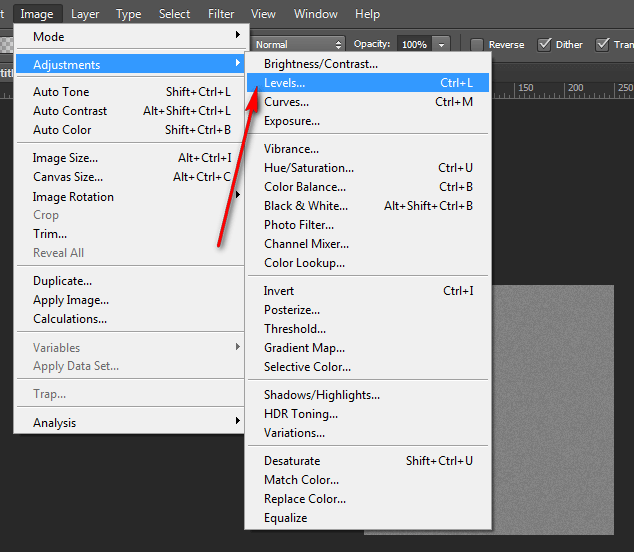 t Image Layer Type Select Filter View Window Help
Normal Opacity: 100% Reverse Dither Tran
Mode
Adjustments
Auto Tone Shift+Ctrl+L
Auto Contrast Alt+Shift+Ctrl+L
Auto Color Shift+Ctrl+B
Image Size... Alt+Ctrl+I
Canvas Size... Alt+Ctrl+C
Image Rotation
Crop
Trim...
Reveal All
Duplicate...
Apply Image...
Calculations...
Variables
Apply Data Set...
Trap...
Analysis
Brightness/Contrast...
Levels... Ctrl+L
Curves... Ctrl+M
Exposure...
Vibrance...
Hue/Saturation... Ctrl+U
Color Balance... Ctrl+B
Black & White... Alt+Shift+Ctrl+B
Photo Filter...
Channel Mixer...
Color Lookup...
Invert Ctrl+I
Posterize...
Threshold...
Gradient Map...
Selective Color...
Shadows/Highlights...
HDR Toning...
Variations...
Desaturate Shift+Ctrl+U
Match Color...
Replace Color...
Equalize
150 200 250